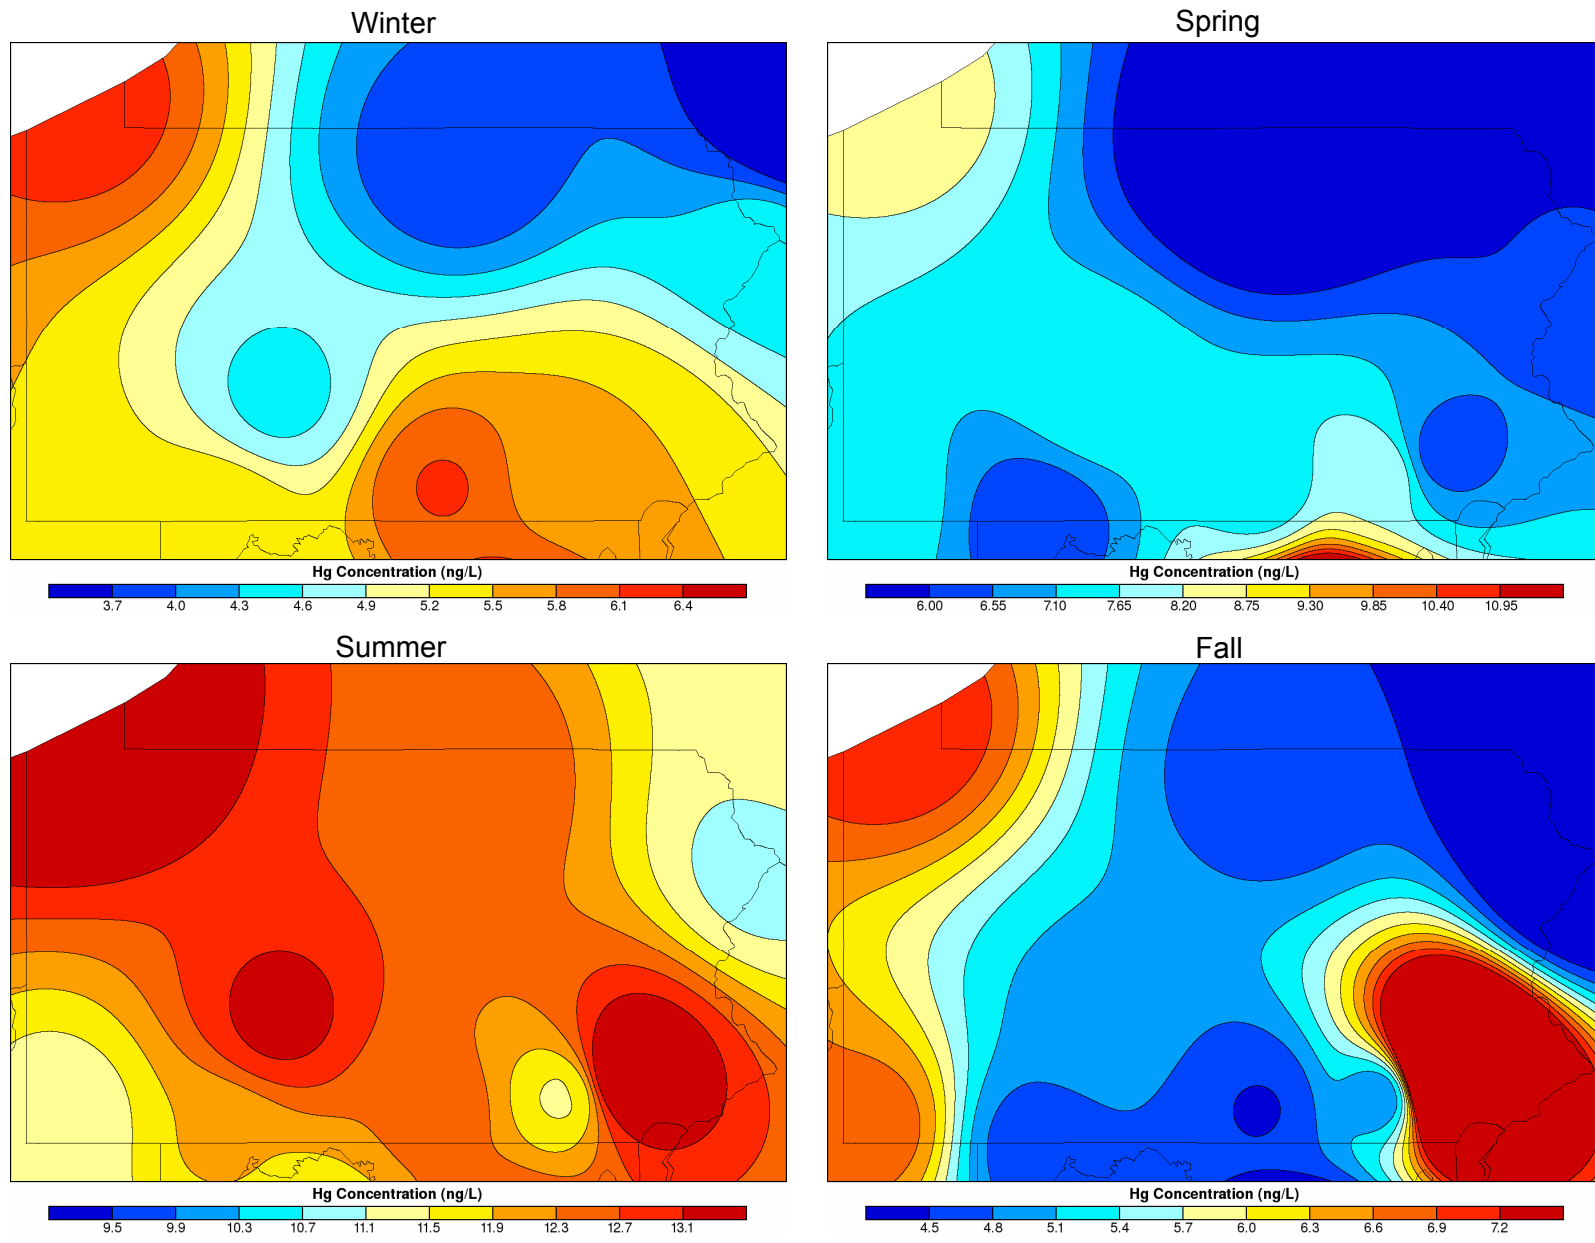 Winter
Spring
Hg Concentration (ng/L)
3.7 4.0 4.3 4.6 4.9 5.2 5.5 5.8 6.1 6.4
Hg Concentration (ng/L)
6.00 6.55 7.10 7.65 8.20 8.75 9.30 9.85 10.40 10.95
Summer
Fall
Hg Concentration (ng/L)
9.5 9.9 10.3 10.7 11.1 11.5 11.9 12.3 12.7 13.1
Hg Concentration (ng/L)
4.5 4.8 5.1 5.4 5.7 6.0 6.3 6.6 6.9 7.2